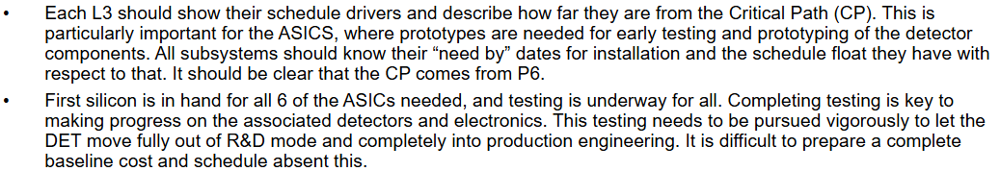 • Each L3 should show their schedule drivers and describe how far they are from the Critical Path (CP). This is
particularly important for the ASICS, where prototypes are needed for early testing and prototyping of the detector
components. All subsystems should know their “need by” dates for installation and the schedule float they have with
respect to that. It should be clear that the CP comes from P6.
• First silicon is in hand for all 6 of the ASICs needed, and testing is underway for all. Completing testing is key to
making progress on the associated detectors and electronics. This testing needs to be pursued vigorously to let the
DET move fully out of R&D mode and completely into production engineering. It is difficult to prepare a complete
baseline cost and schedule absent this.